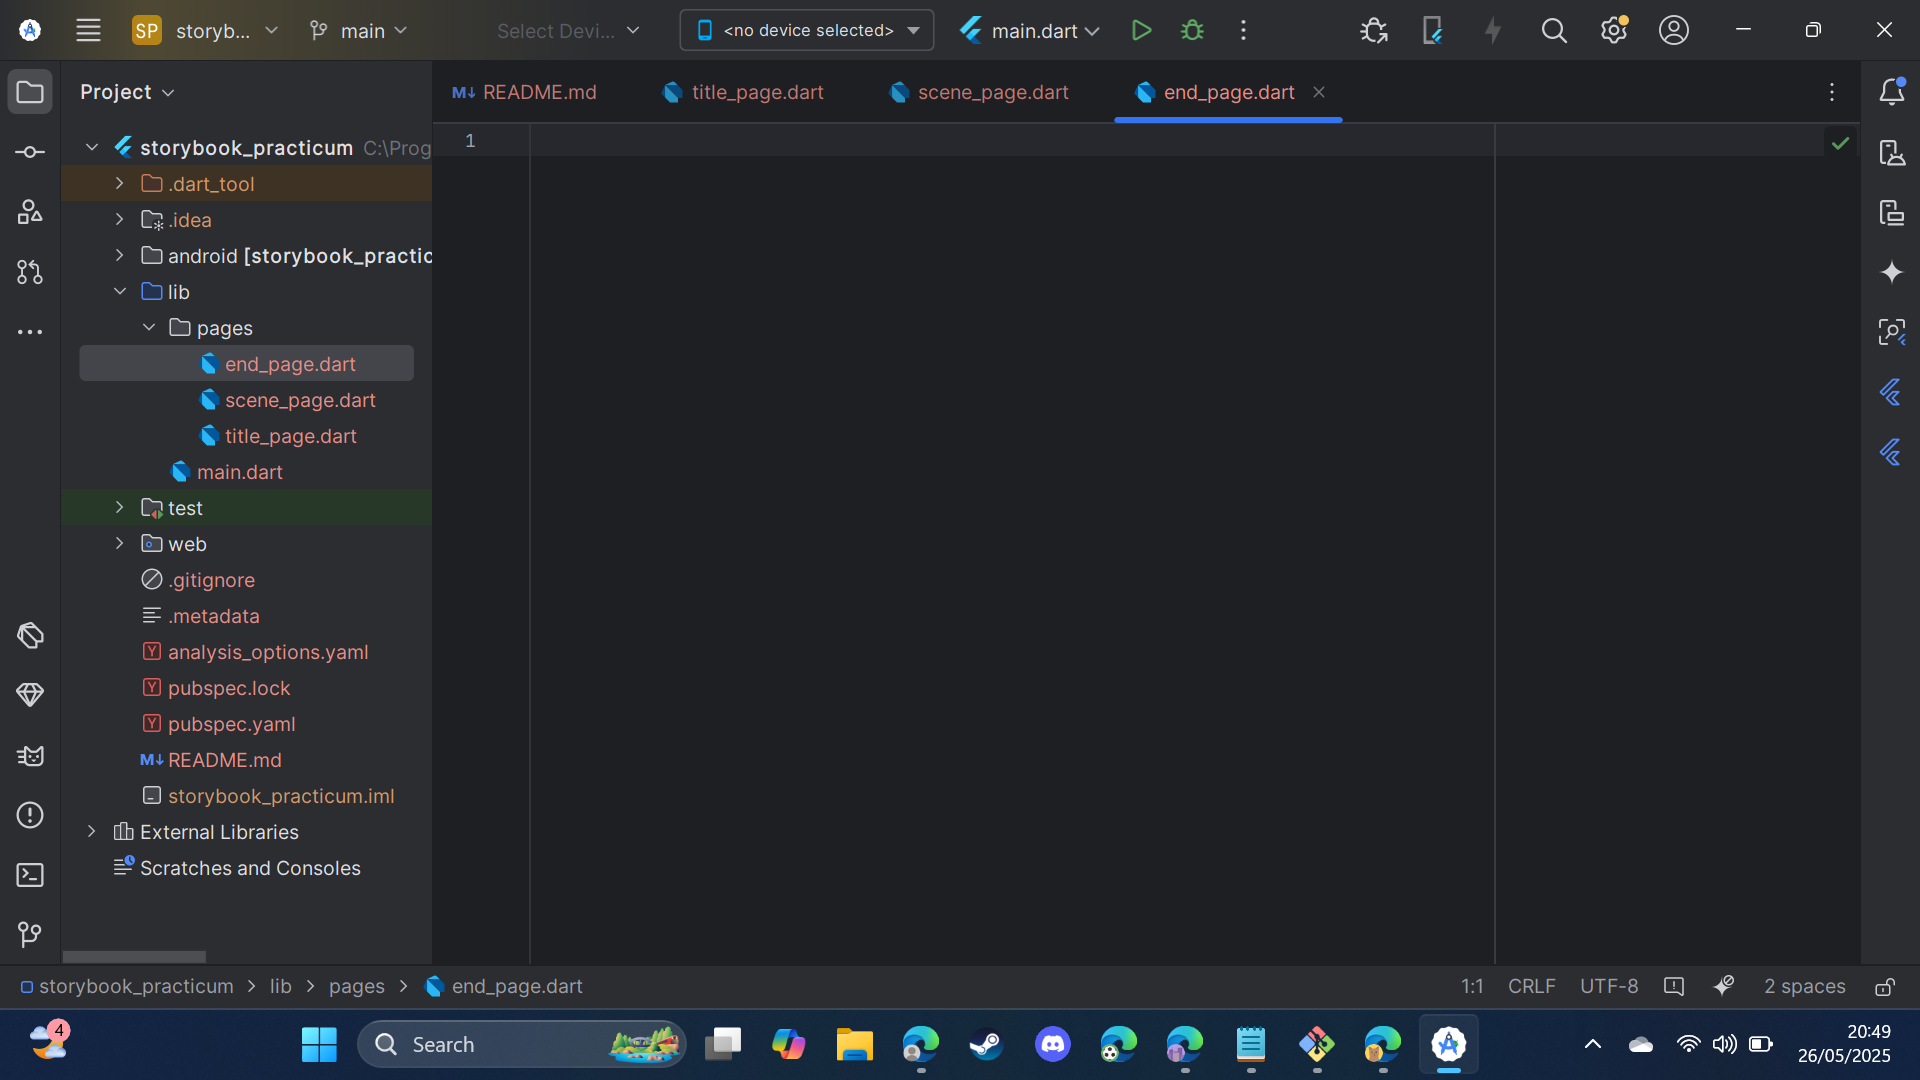 SP storyb... main Select Devi... <no device selected> main.dart
Project
README.md title_page.dart scene_page.dart end_page.dart
1
storybook_practicum C:\Prog
.dart_tool
.idea
android [storybook_practic
lib
pages
end_page.dart
scene_page.dart
title_page.dart
main.dart
test
web
.gitignore
.metadata
analysis_options.yaml
pubspec.lock
pubspec.yaml
M↓ README.md
storybook_practicum.iml
External Libraries
Scratches and Consoles
storybook_practicum > lib > pages > end_page.dart 1:1 CRLF UTF-8 2 spaces
4
Search
20:49
26/05/2025